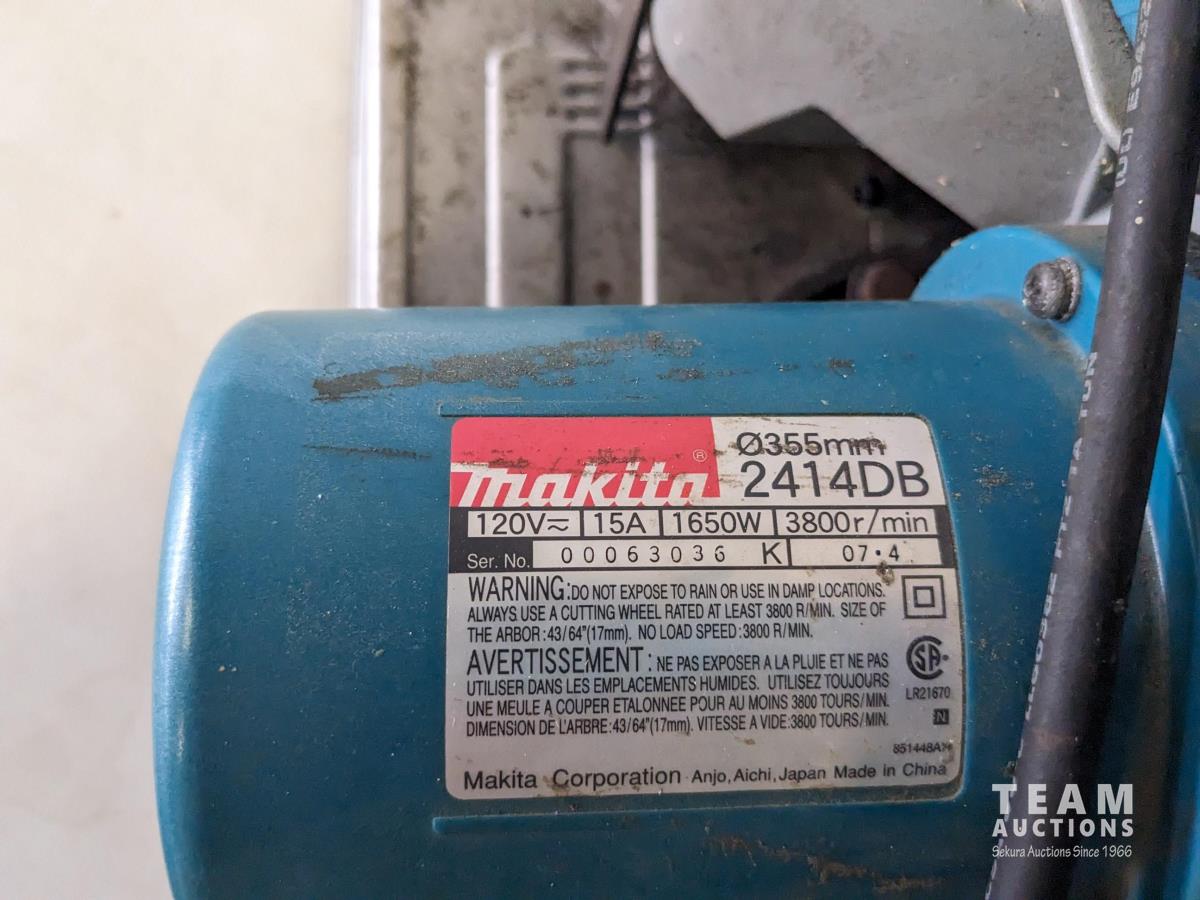 makita®
Ø355mm
2414DB
120V⎓ 15A 1650W 3800r/min
Ser. No. 00063036 K 07・4
WARNING:DO NOT EXPOSE TO RAIN OR USE IN DAMP LOCATIONS.
ALWAYS USE A CUTTING WHEEL RATED AT LEAST 3800 R/MIN. SIZE OF
THE ARBOR:43/64"(17mm). NO LOAD SPEED:3800 R/MIN.
AVERTISSEMENT: NE PAS EXPOSER A LA PLUIE ET NE PAS
UTILISER DANS LES EMPLACEMENTS HUMIDES. UTILISEZ TOUJOURS
UNE MEULE A COUPER ETALONNEE POUR AU MOINS 3800 TOURS/MIN.
DIMENSION DE L'ARBRE:43/64"(17mm). VITESSE A VIDE:3800 TOURS/MIN.
LR21670
N
Makita Corporation Anjo,Aichi,Japan Made in China
TEAM
AUCTIONS
Sekura Auctions Since 1966